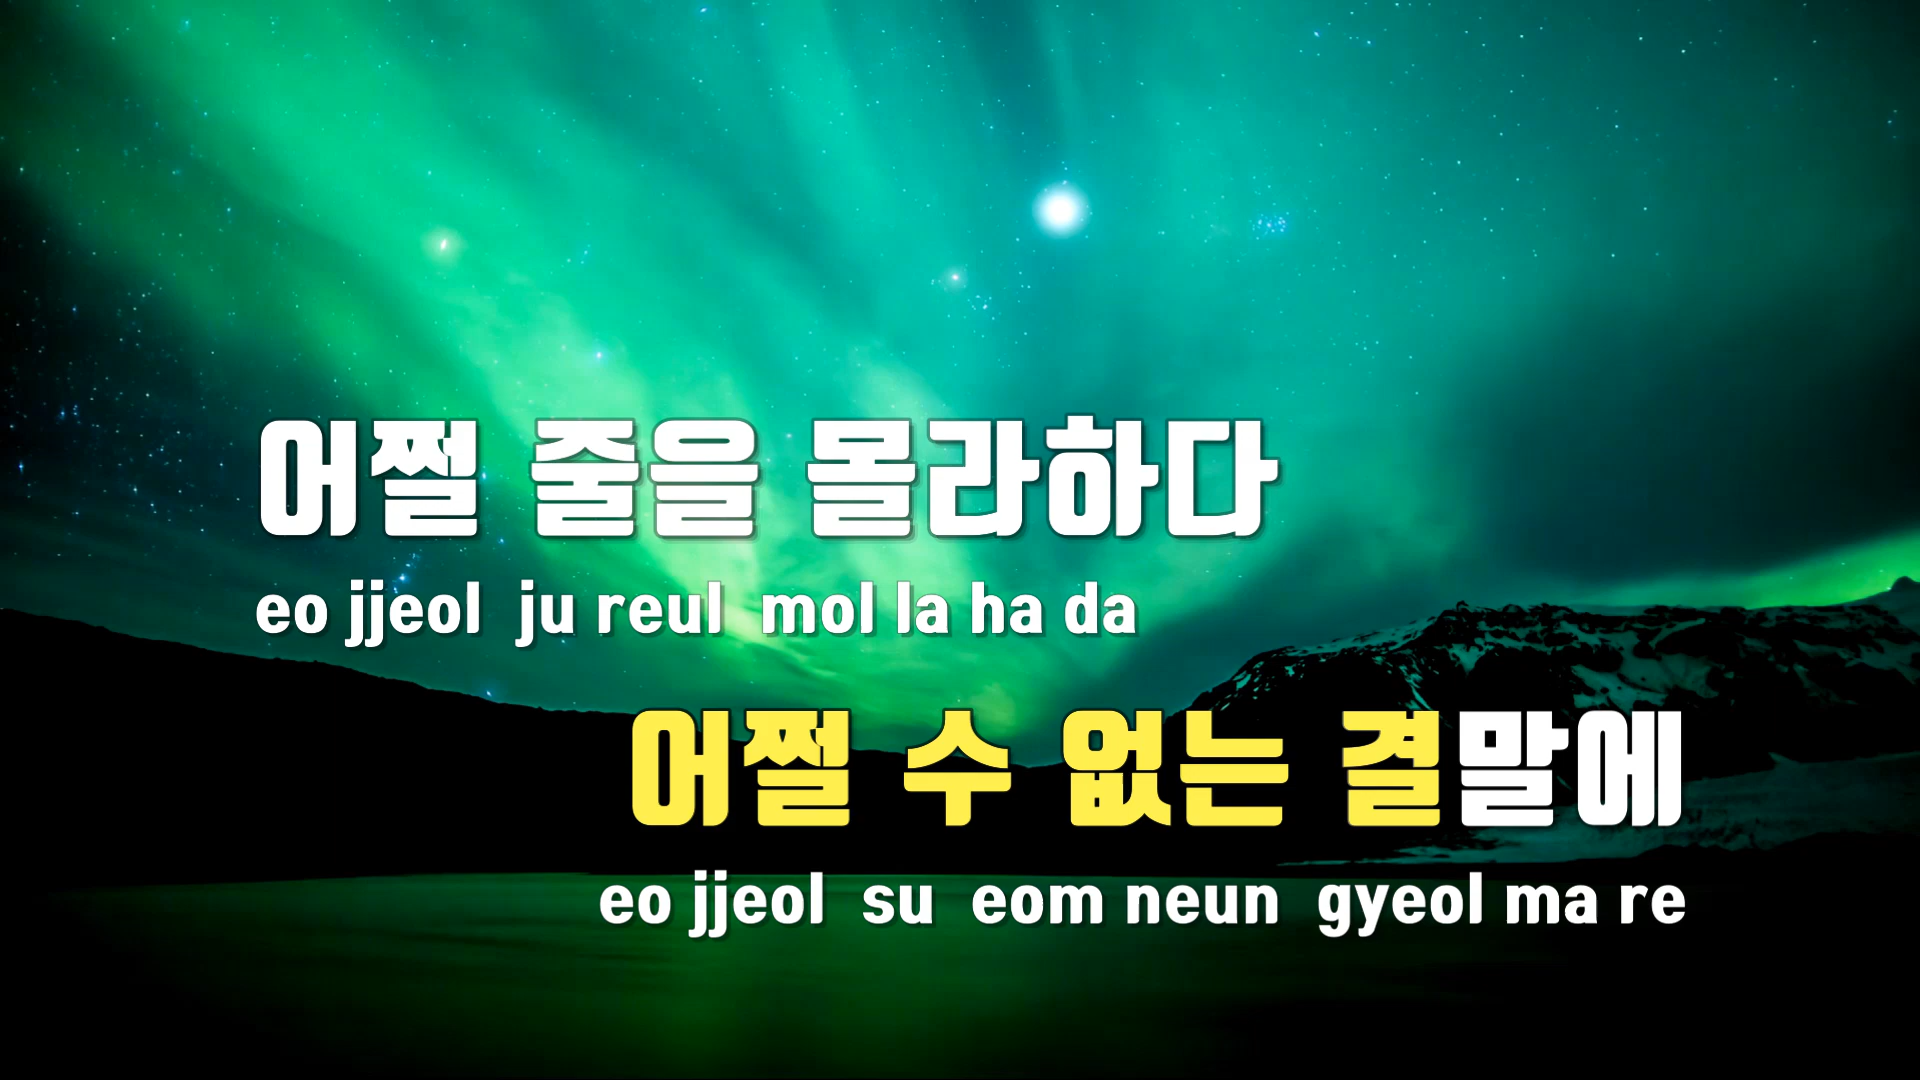 어쩔 줄을 몰라하다
eo jjeol ju reul mol la ha da
어쩔 수 없는 결말에
eo jjeol su eom neun gyeol ma re